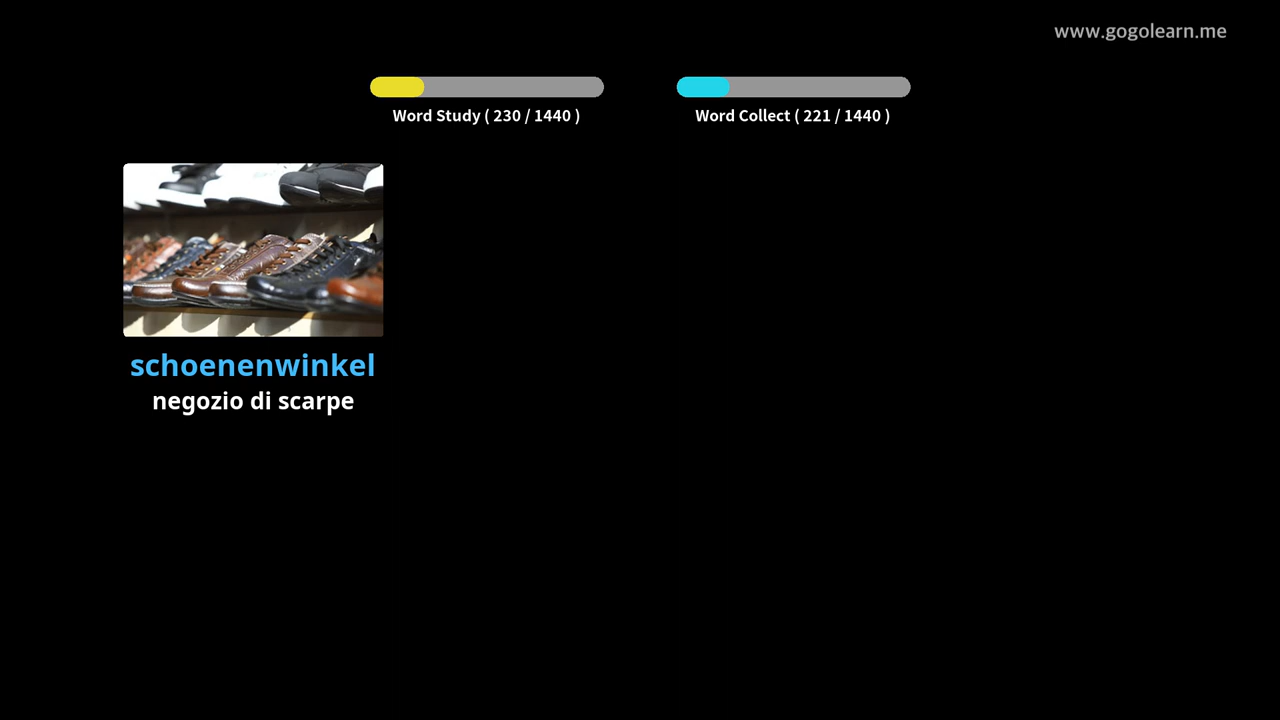 www.gogolearn.me
Word Study ( 230 / 1440 )
Word Collect ( 221 / 1440 )
schoenenwinkel
negozio di scarpe